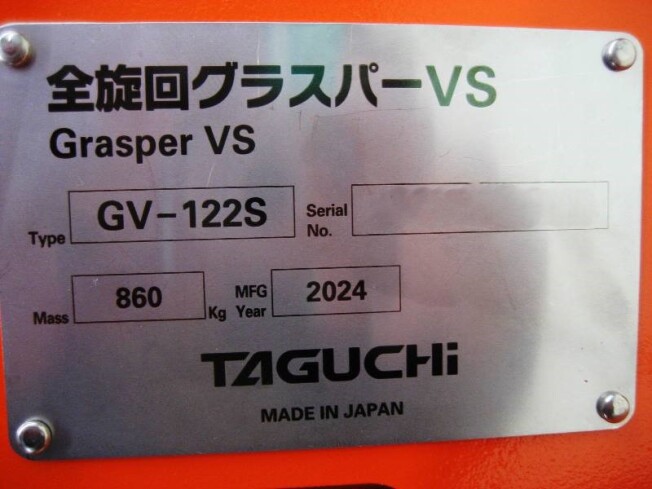 全旋回グラスパーVS
Grasper VS
Type GV-122S Serial No.
Mass 860 Kg MFG Year 2024
TAGUCHi
MADE IN JAPAN